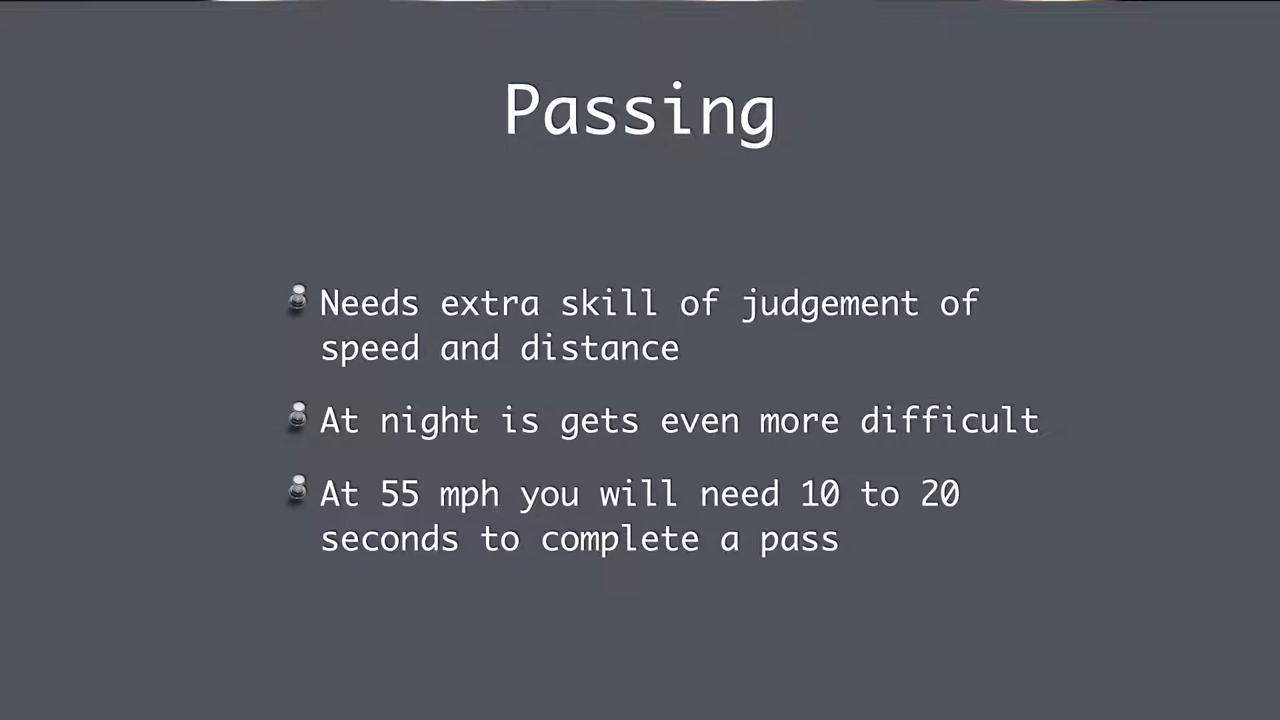 Passing
Needs extra skill of judgement of
speed and distance
At night is gets even more difficult
At 55 mph you will need 10 to 20
seconds to complete a pass